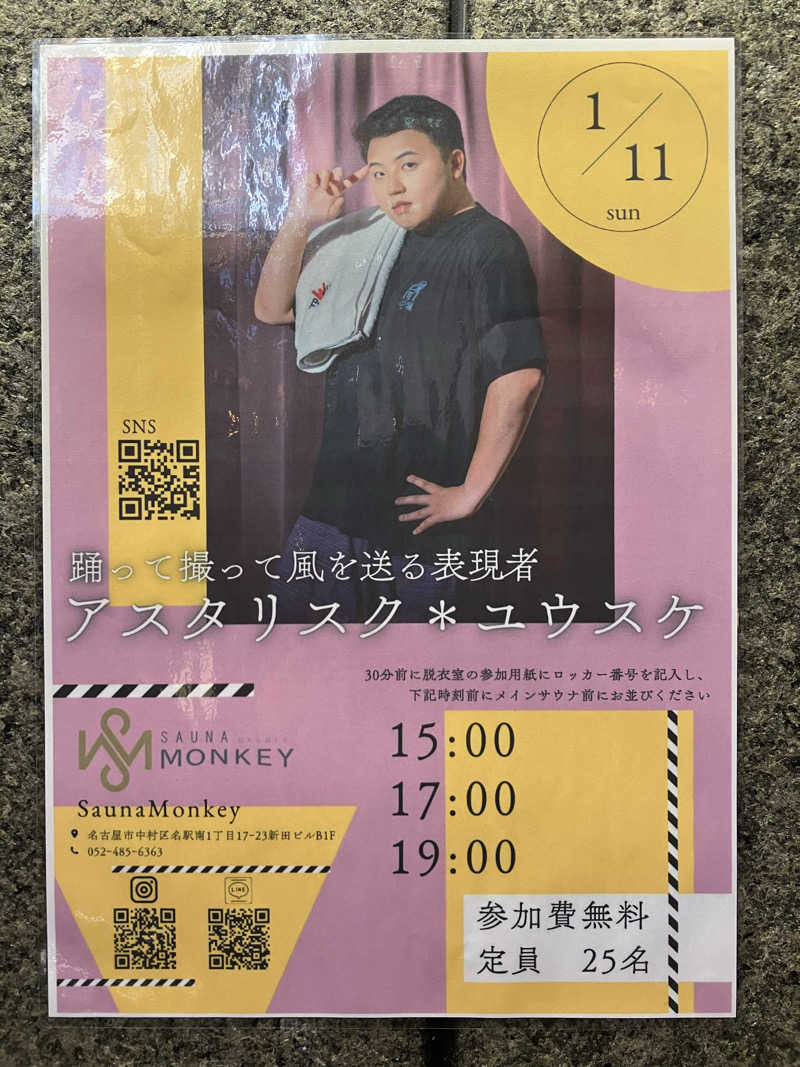 1/11
sun
SNS
踊って撮って風を送る表現者
アスタリスク＊ユウスケ
30分前に脱衣室の参加用紙にロッカー番号を記入し、
下記時刻前にメインサウナ前にお並びください
SAUNA
MONKEY
15:00
17:00
19:00
SaunaMonkey
名古屋市中村区名駅南1丁目17-23新田ビルB1F
052-485-6363
LINE
参加費無料
定員　25名